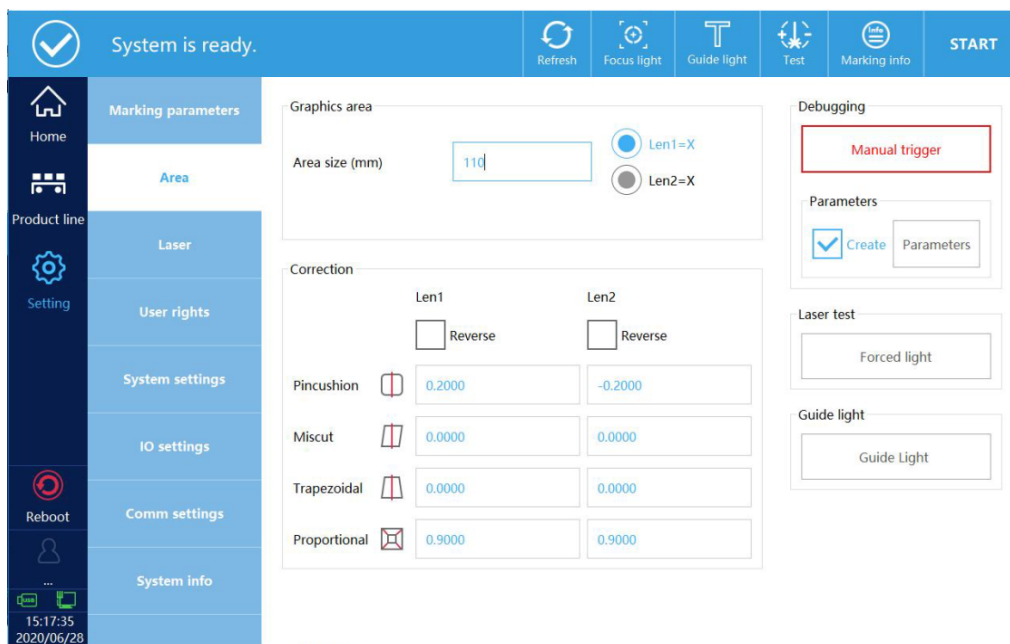 System is ready.
Refresh
Focus light
Guide light
Test
Info
Marking info
START
Home
Product line
Setting
Reboot
...
USB
15:17:35
2020/06/28
Marking parameters
Area
Laser
User rights
System settings
IO settings
Comm settings
System info
Graphics area
Area size (mm)
110
Len1=X
Len2=X
Correction
Len1 Len2
Reverse Reverse
Pincushion 0.2000 -0.2000
Miscut 0.0000 0.0000
Trapezoidal 0.0000 0.0000
Proportional 0.9000 0.9000
Debugging
Manual trigger
Parameters
Create Parameters
Laser test
Forced light
Guide light
Guide Light